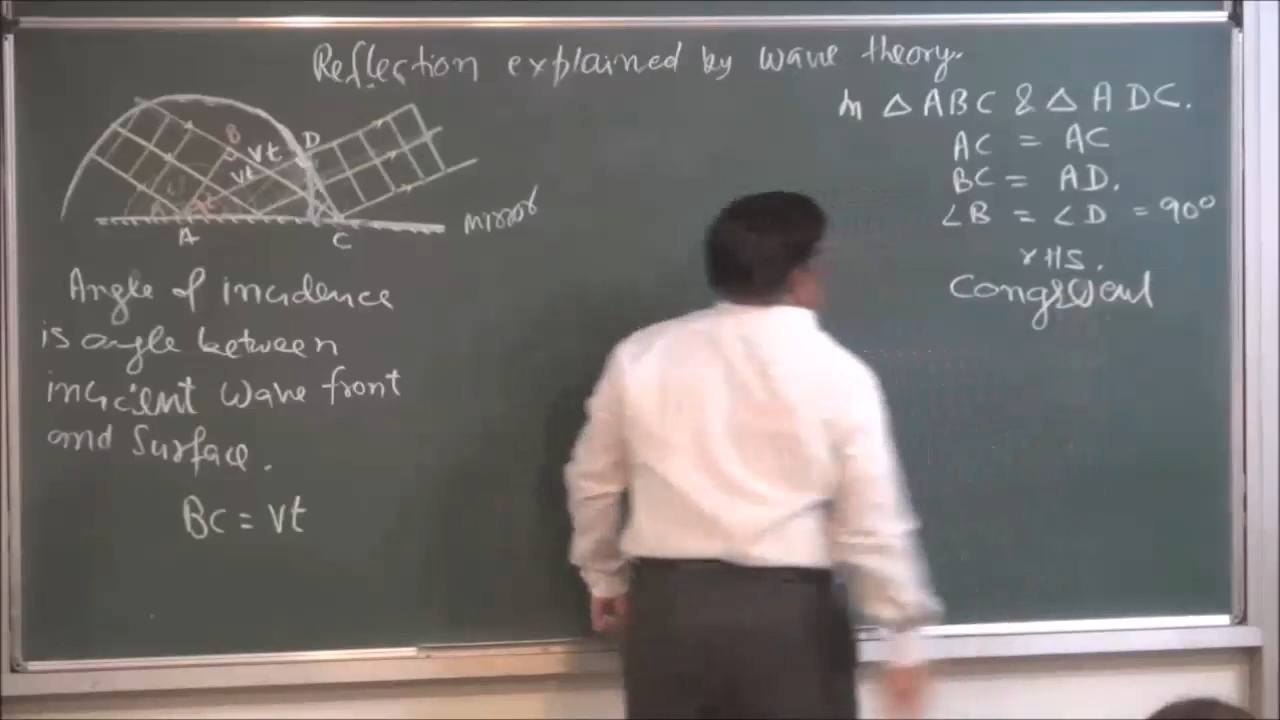 Reflection explained by wave theory.
B
D
vt
vt
i
A
C
mirror
Angle of incidence
is angle between
incident wave front
and surface.
BC = vt
In △ ABC & △ ADC.
AC = AC
BC = AD.
∠B = ∠D = 90°
rHs.
Congruent